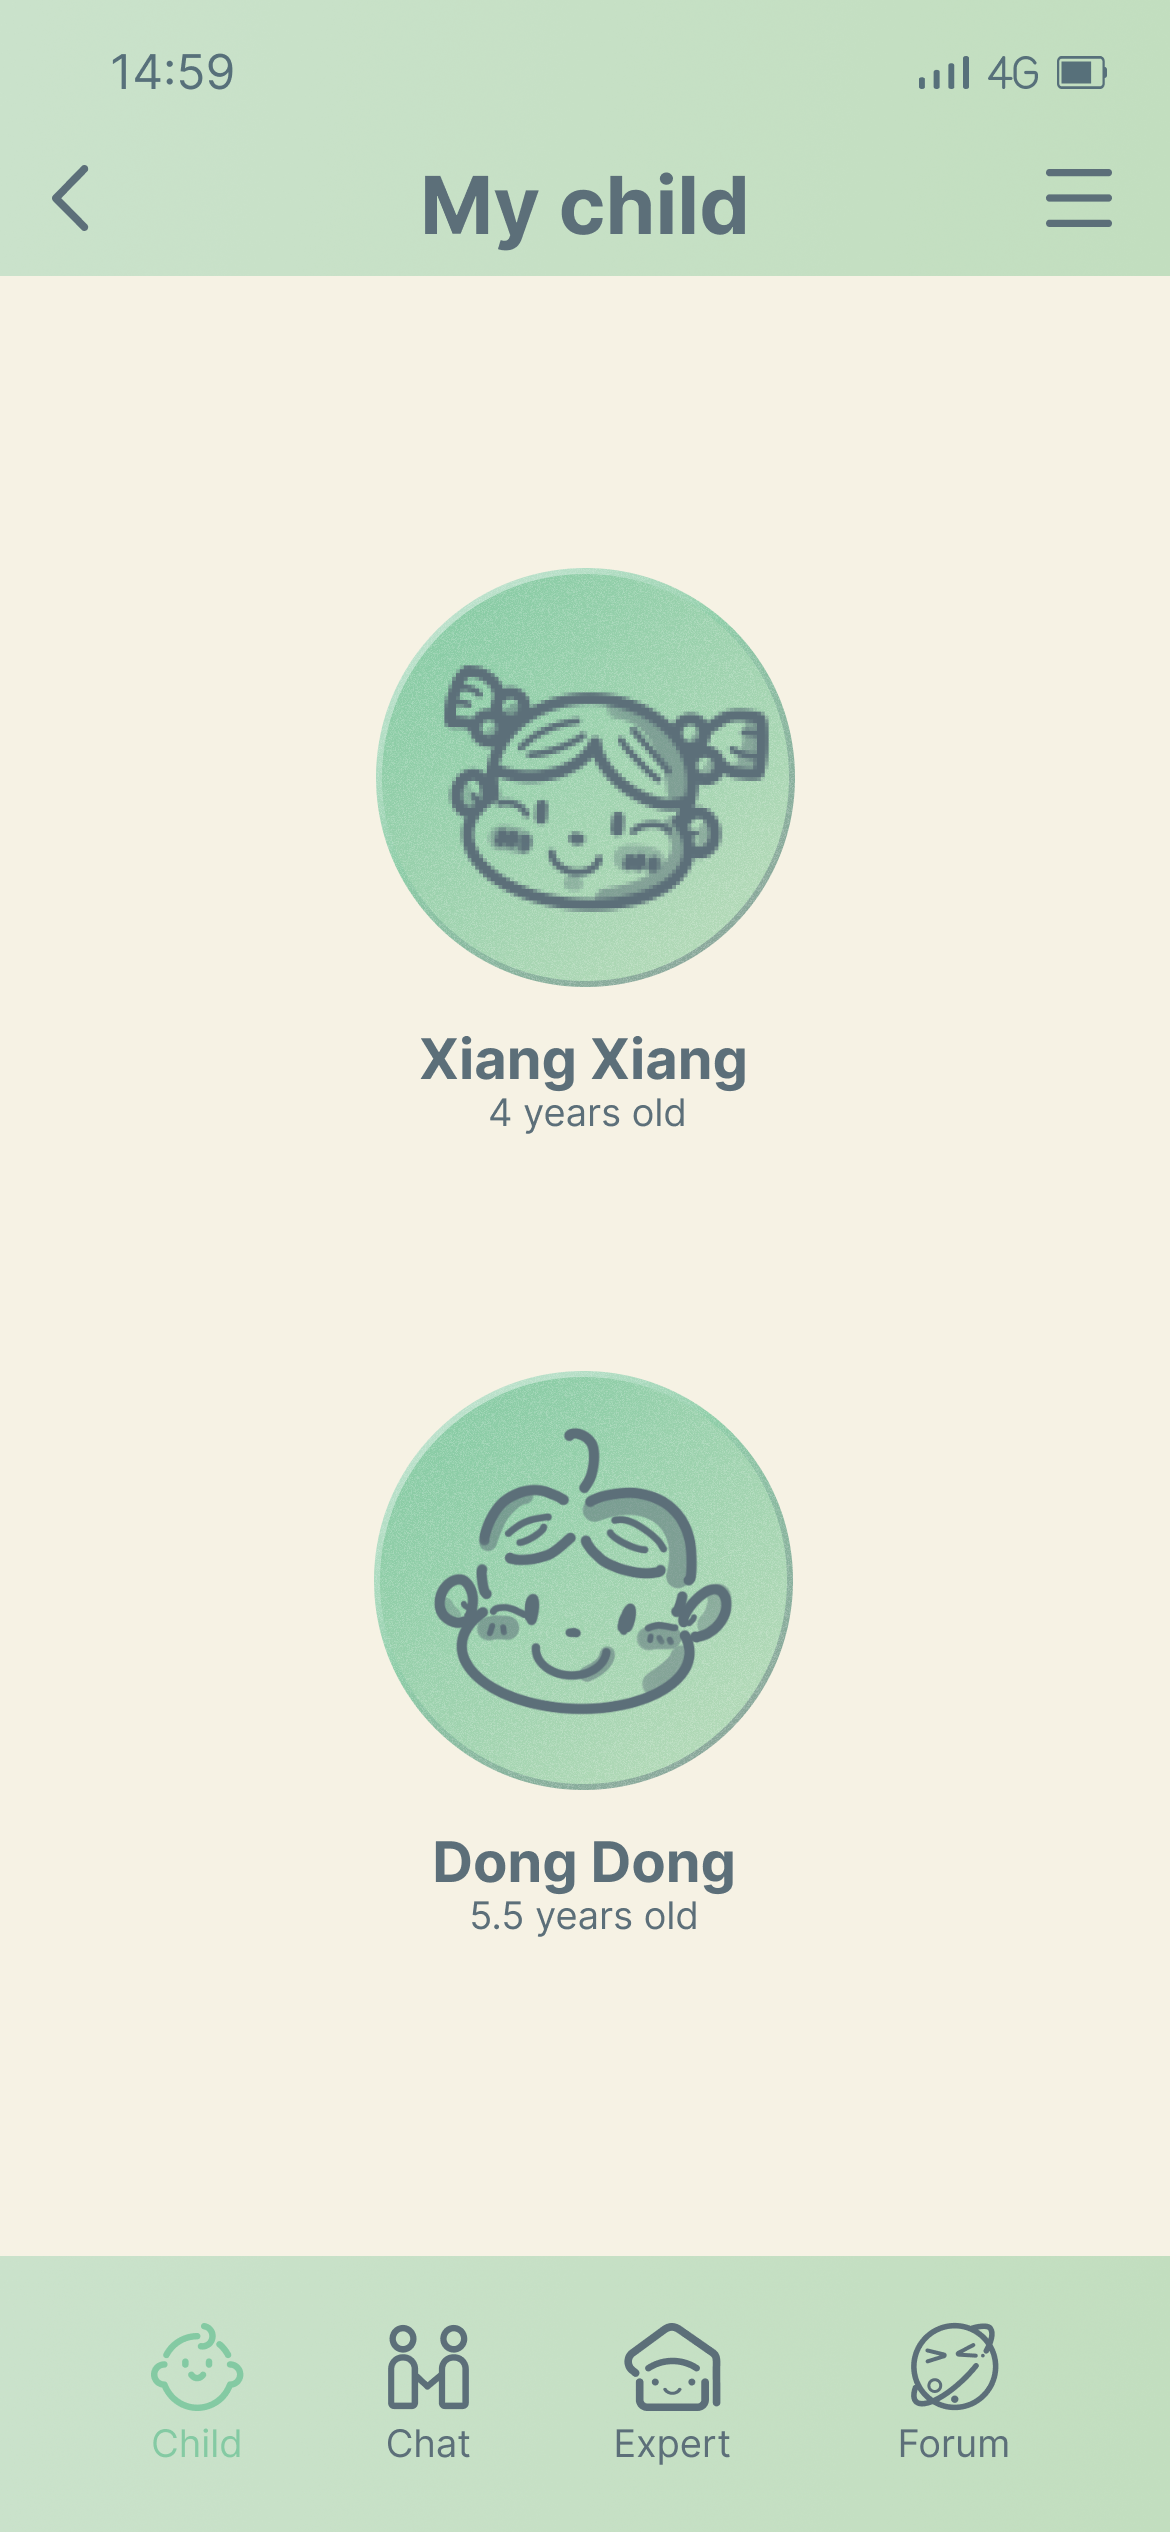 14:59
4G
My child
Xiang Xiang
4 years old
Dong Dong
5.5 years old
Child
Chat
Expert
Forum